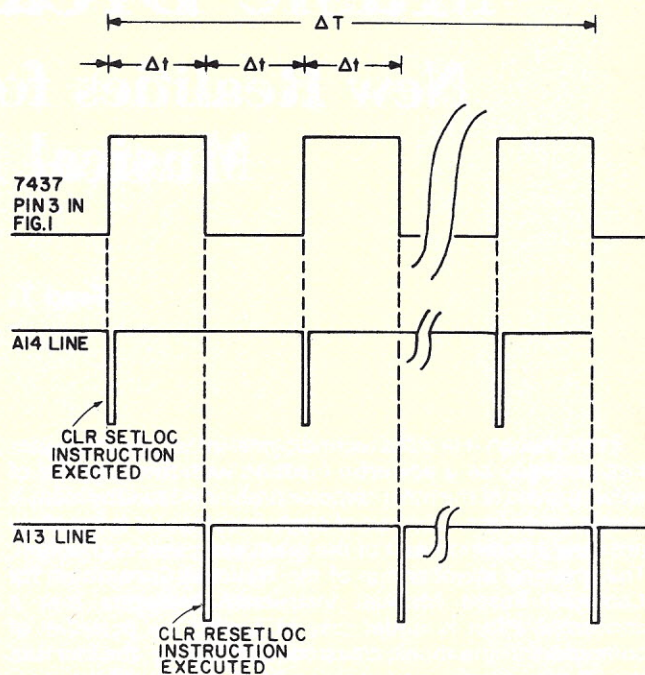 ΔT
Δt Δt Δt
7437
PIN 3 IN
FIG.1
A14 LINE
CLR SETLOC
INSTRUCTION
EXECTED
A13 LINE
CLR RESETLOC
INSTRUCTION
EXECUTED